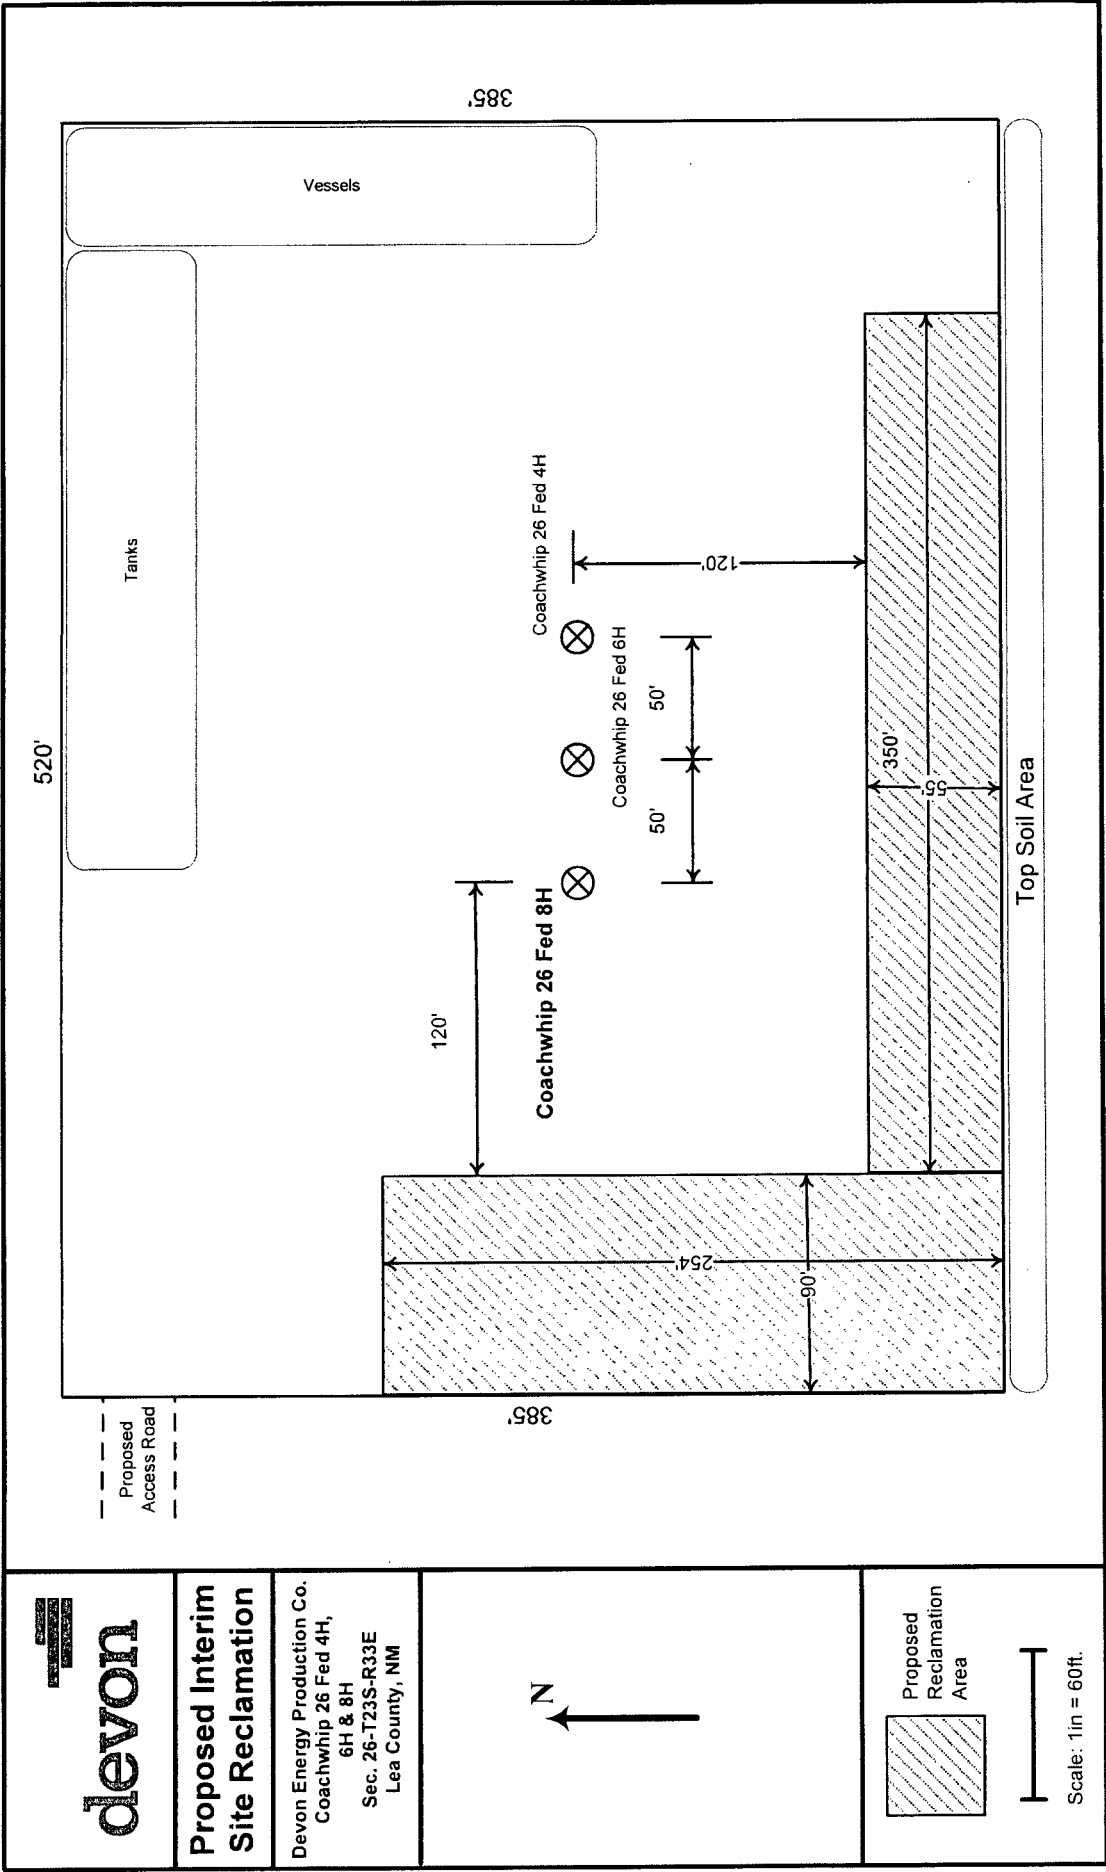 devon
Proposed Interim
Site Reclamation
Devon Energy Production Co.
Coachwhip 26 Fed 4H,
6H & 8H
Sec. 26-T23S-R33E
Lea County, NM
N
Proposed
Reclamation
Area
Scale: 1in = 60ft.
Proposed
Access Road
520'
385'
385'
Tanks
Vessels
120'
Coachwhip 26 Fed 8H
Coachwhip 26 Fed 6H
Coachwhip 26 Fed 4H
50'
50'
120'
254'
90'
350'
55'
Top Soil Area